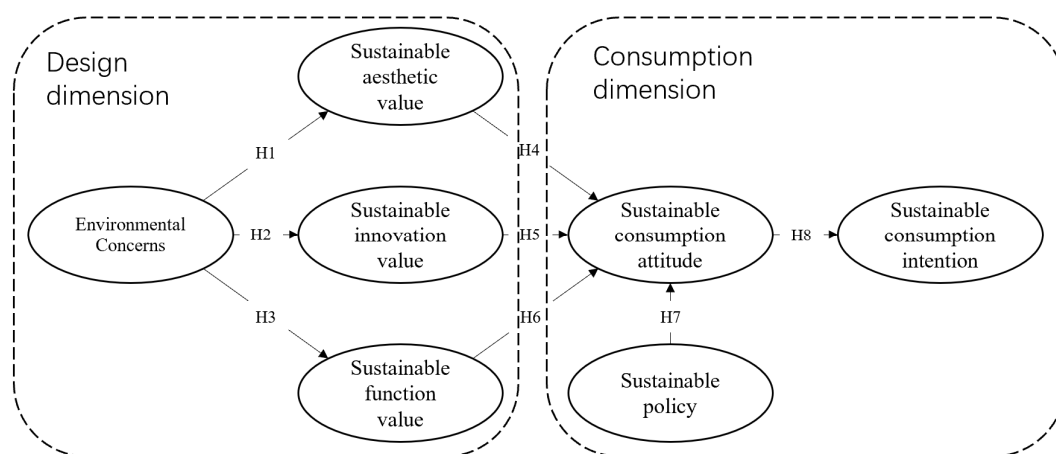 Design
dimension
Sustainable
aesthetic
value
Consumption
dimension
H1
H4
Environmental
Concerns
H2
Sustainable
innovation
value
H5
Sustainable
consumption
attitude
H8
Sustainable
consumption
intention
H3
H6
H7
Sustainable
function
value
Sustainable
policy